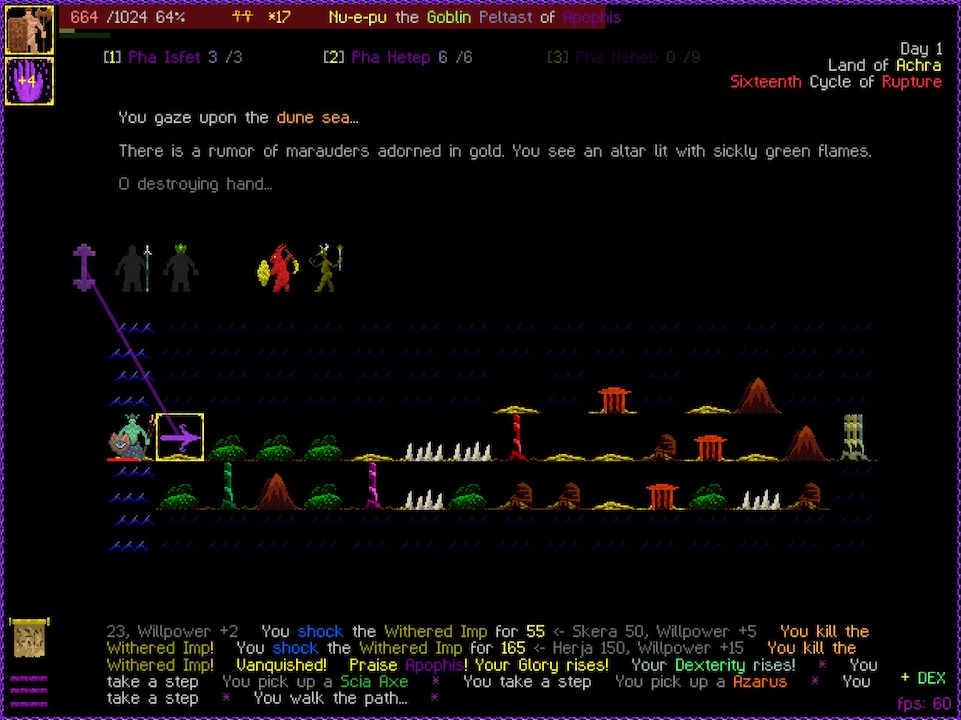 664 /1024 64% *17 Nu-e-pu the Goblin Peltast of Apophis
+4
[1] Pha Isfet 3 /3 [2] Pha Hetep 6 /6 [3] Pha Neheb 0 /9
Day 1
Land of Achra
Sixteenth Cycle of Rupture
You gaze upon the dune sea...
There is a rumor of marauders adorned in gold. You see an altar lit with sickly green flames.
O destroying hand...
23, Willpower +2 You shock the Withered Imp for 55 <- Skera 50, Willpower +5 You kill the
Withered Imp! You shock the Withered Imp for 165 <- Herja 150, Willpower +15 You kill the
Withered Imp! Vanquished! Praise Apophis! Your Glory rises! Your Dexterity rises! * You
take a step You pick up a Scia Axe * You take a step You pick up a Azarus * You
take a step * You walk the path... *
+ DEX
fps: 60